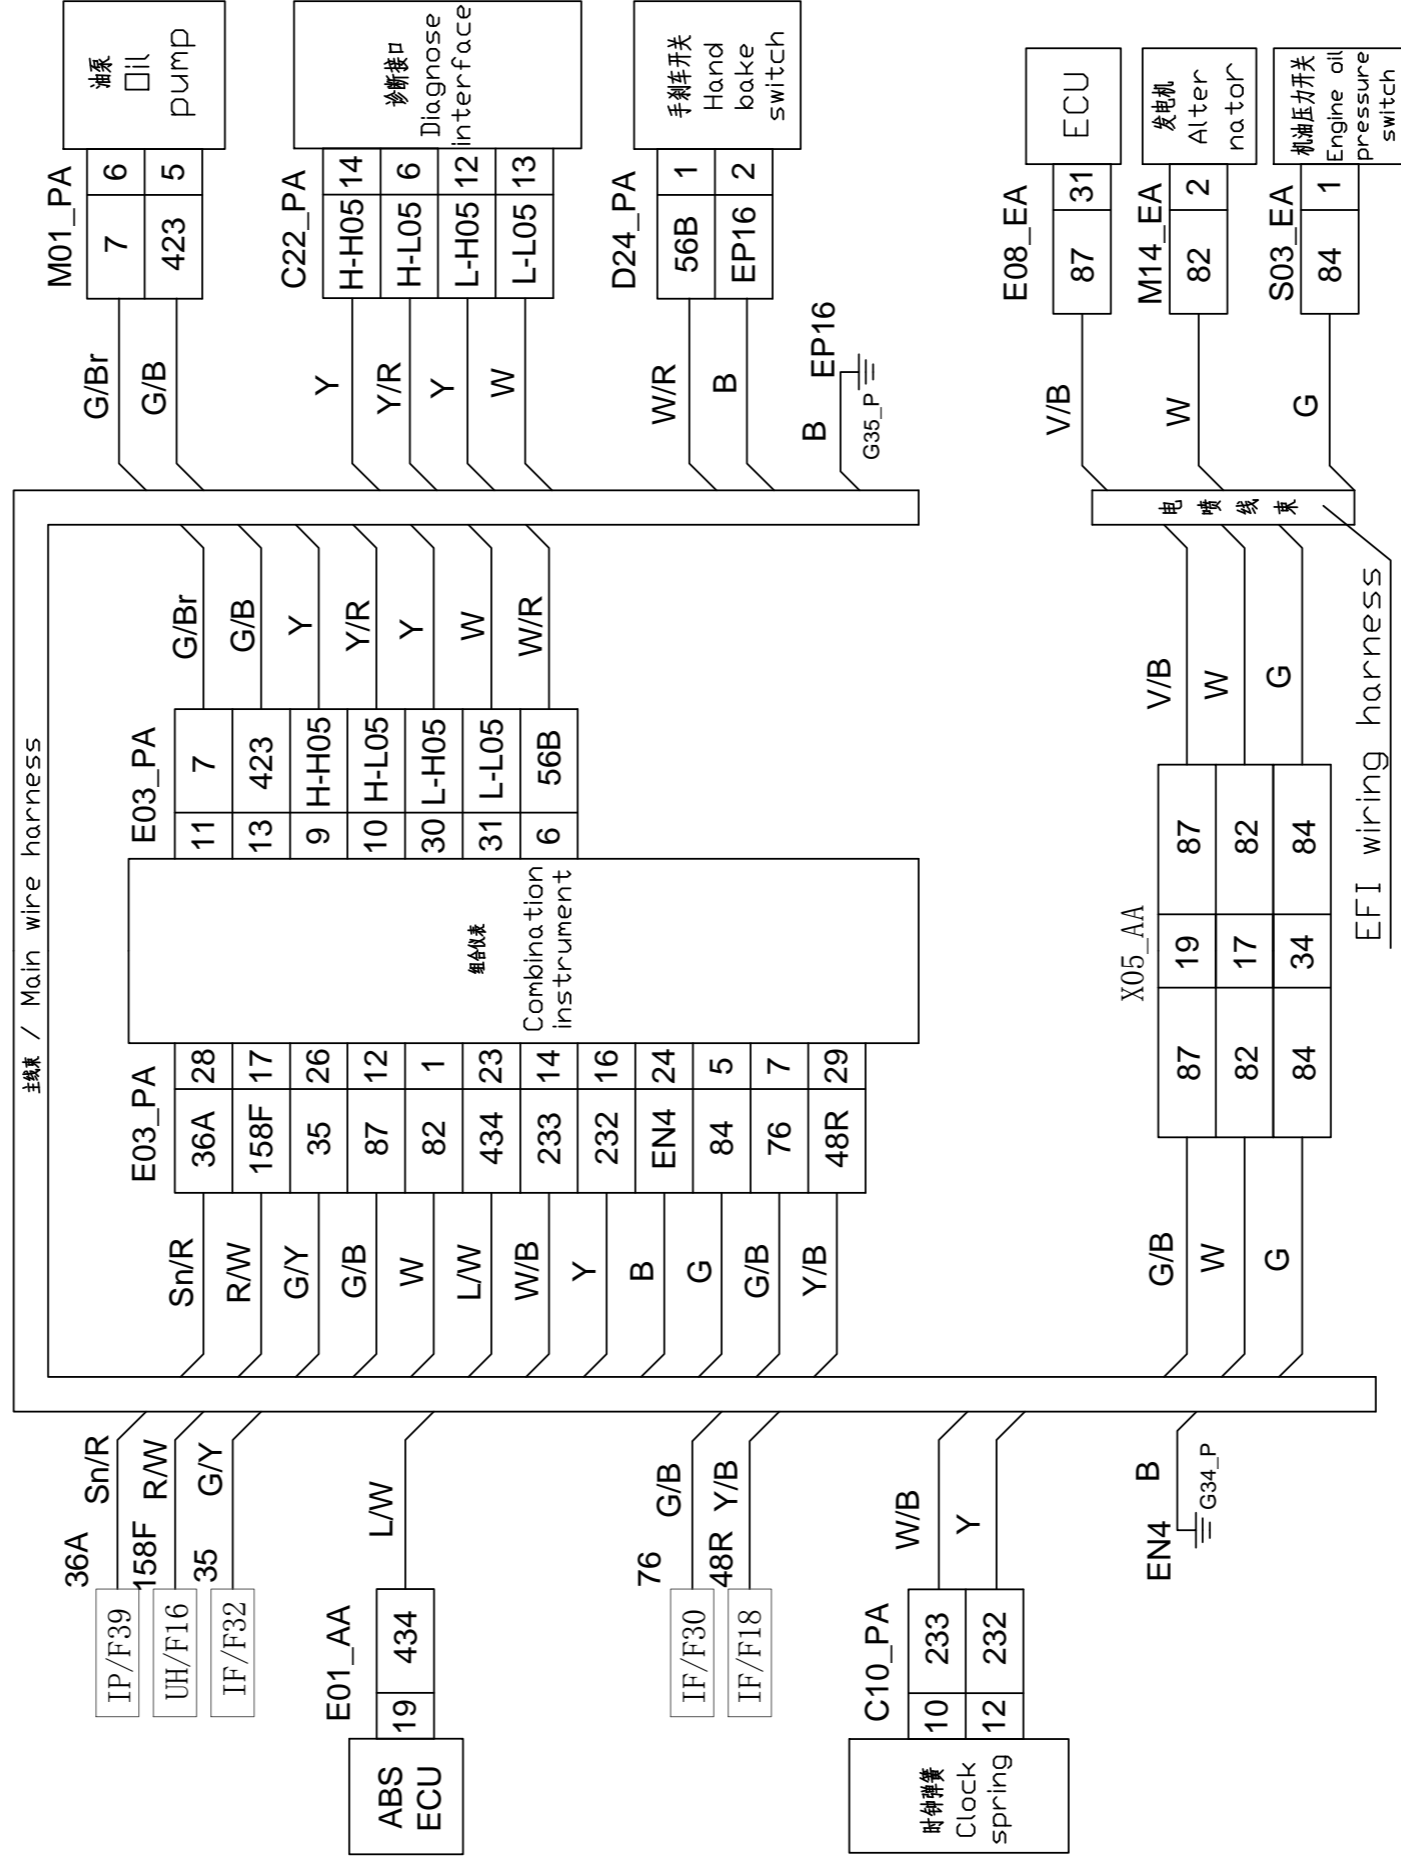 主线束 / Main wire harness
36A
Sn/R
IP/F39
158F
R/W
UH/F16
35
G/Y
IF/F32
E01_AA
ABS
ECU
19
434
L/W
76
G/B
IF/F30
48R
Y/B
IF/F18
C10_PA
时钟弹簧
Clock
spring
10
233
W/B
12
232
Y
EN4
B
G34_P
E03_PA
Sn/R
36A
28
R/W
158F
17
G/Y
35
26
G/B
87
12
W
82
1
L/W
434
23
W/B
233
14
Y
232
16
B
EN4
24
G
84
5
G/B
76
7
Y/B
48R
29
组合仪表
Combination
instrument
E03_PA
11
7
G/Br
13
423
G/B
9
H-H05
Y
10
H-L05
Y/R
30
L-H05
Y
31
L-L05
W
6
56B
W/R
M01_PA
G/Br
7
6
G/B
423
5
油泵
Oil
pump
C22_PA
Y
H-H05
14
Y/R
H-L05
6
Y
L-H05
12
W
L-L05
13
诊断接口
Diagnose
interface
D24_PA
W/R
56B
1
B
EP16
2
手刹车开关
Hand
bake
switch
B
EP16
G35_P
X05_AA
G/B
87
19
87
V/B
W
82
17
82
W
G
84
34
84
G
电喷线束
EFI wiring harness
E08_EA
V/B
87
31
ECU
M14_EA
W
82
2
发电机
Alter
nator
S03_EA
G
84
1
机油压力开关
Engine oil
pressure
switch